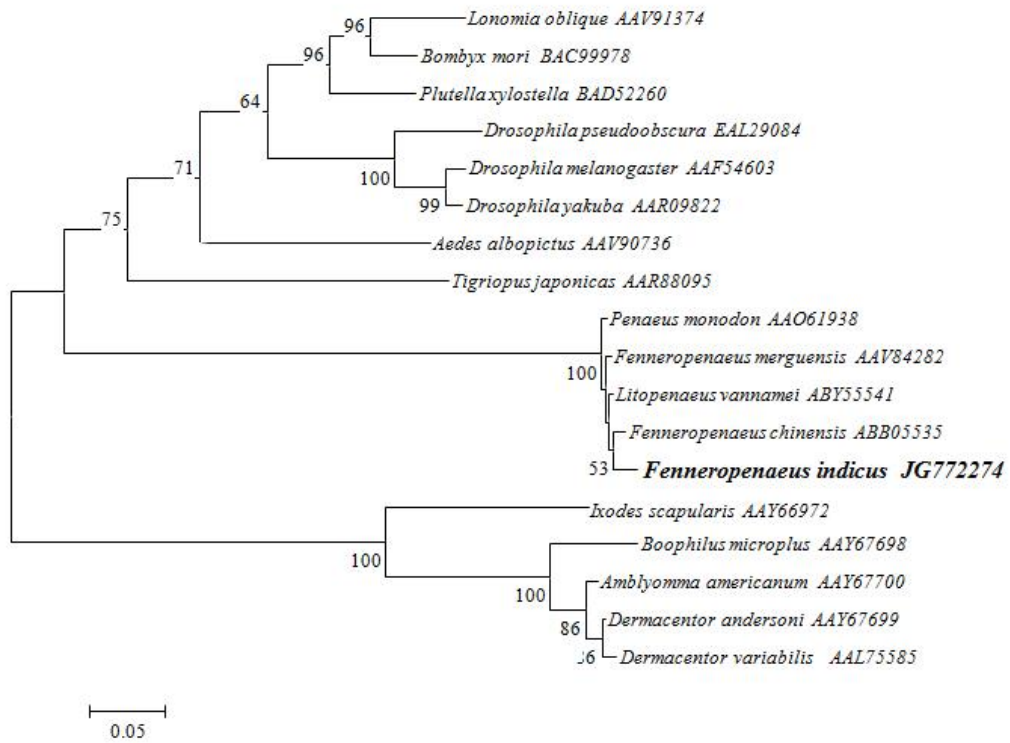 96 Lonomia oblique AAV91374
96 Bombyx mori BAC99978
Plutella xylostella BAD52260
64
Drosophila pseudoobscura EAL29084
71 100 Drosophila melanogaster AAF54603
99 Drosophila yakuba AAR09822
75
Aedes albopictus AAV90736
Tigriopus japonicas AAR88095
Penaeus monodon AAO61938
100 Fenneropenaeus merguensis AAV84282
Litopenaeus vannamei ABY55541
Fenneropenaeus chinensis ABB05535
53 Fenneropenaeus indicus JG772274
Ixodes scapularis AAY66972
100 Boophilus microplus AAY67698
100 Amblyomma americanum AAY67700
86 Dermacentor andersoni AAY67699
Dermacentor variabilis AAL75585
0.05